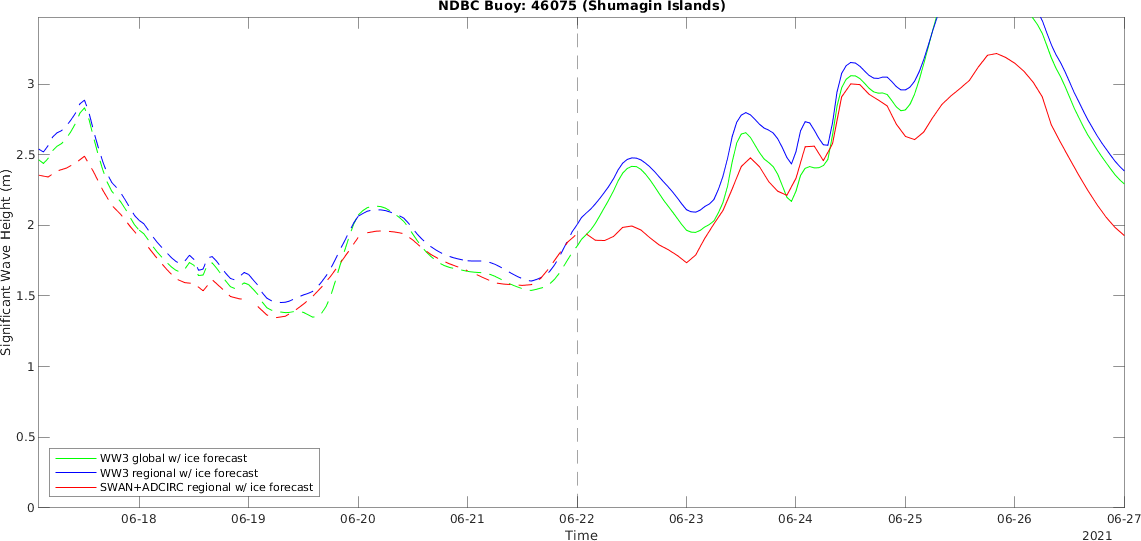 NDBC Buoy: 46075 (Shumagin Islands)
Significant Wave Height (m)
3
2.5
2
1.5
1
0.5
0
WW3 global w/ ice forecast
WW3 regional w/ ice forecast
SWAN+ADCIRC regional w/ ice forecast
06-18 06-19 06-20 06-21 06-22 06-23 06-24 06-25 06-26 06-27
Time
2021